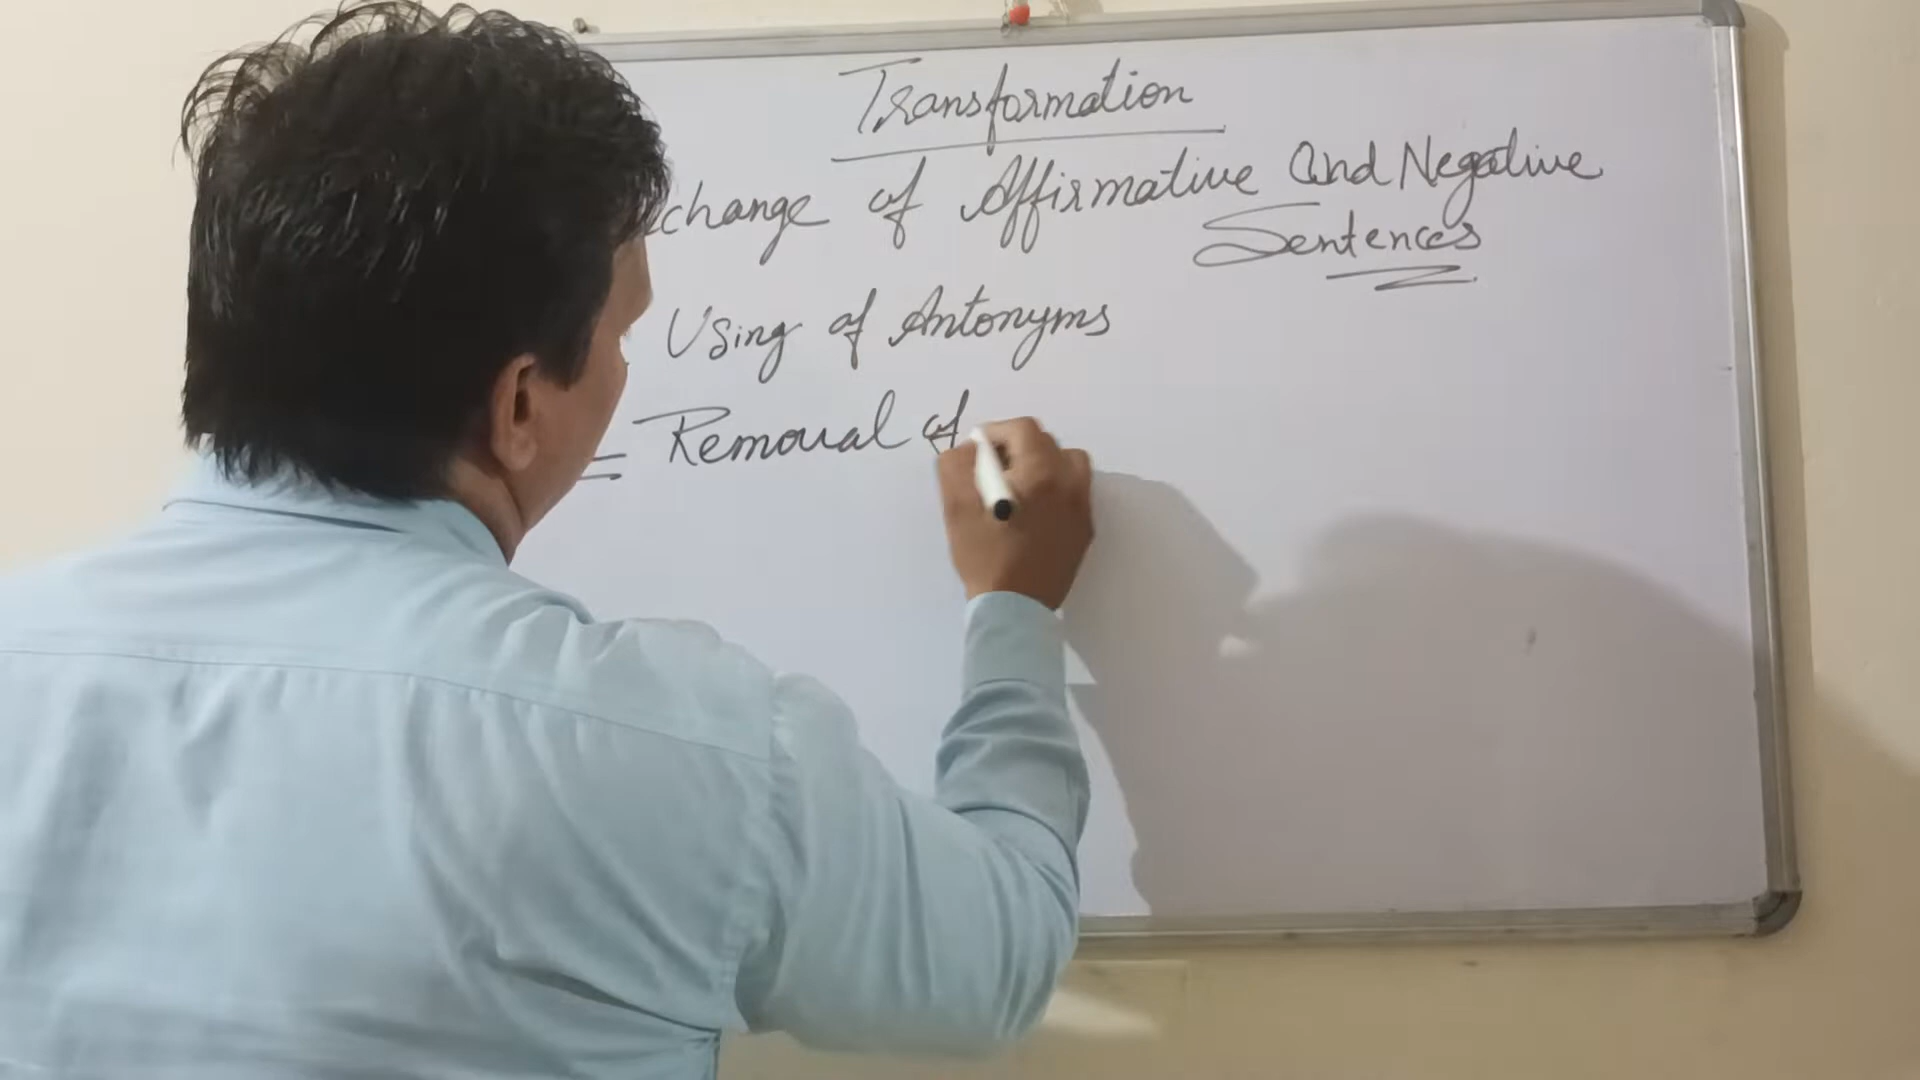 Transformation
change of Affirmative and Negative
Sentences
Using of Antonyms
= Removal of